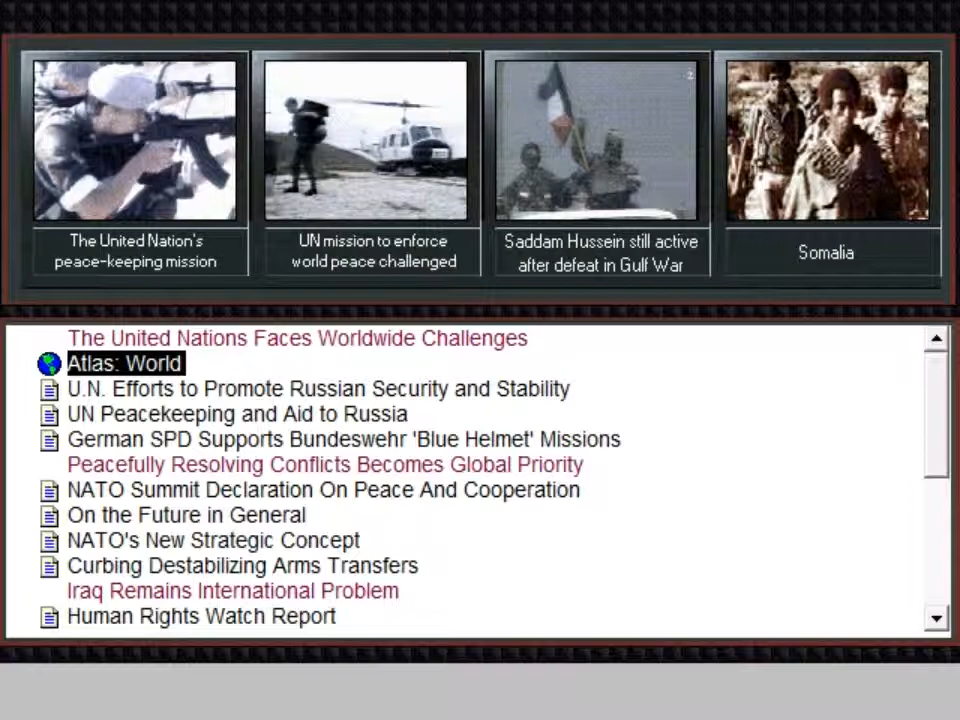 2
The United Nation's
peace-keeping mission
UN mission to enforce
world peace challenged
Saddam Hussein still active
after defeat in Gulf War
Somalia
The United Nations Faces Worldwide Challenges
Atlas: World
U.N. Efforts to Promote Russian Security and Stability
UN Peacekeeping and Aid to Russia
German SPD Supports Bundeswehr 'Blue Helmet' Missions
Peacefully Resolving Conflicts Becomes Global Priority
NATO Summit Declaration On Peace And Cooperation
On the Future in General
NATO's New Strategic Concept
Curbing Destabilizing Arms Transfers
Iraq Remains International Problem
Human Rights Watch Report